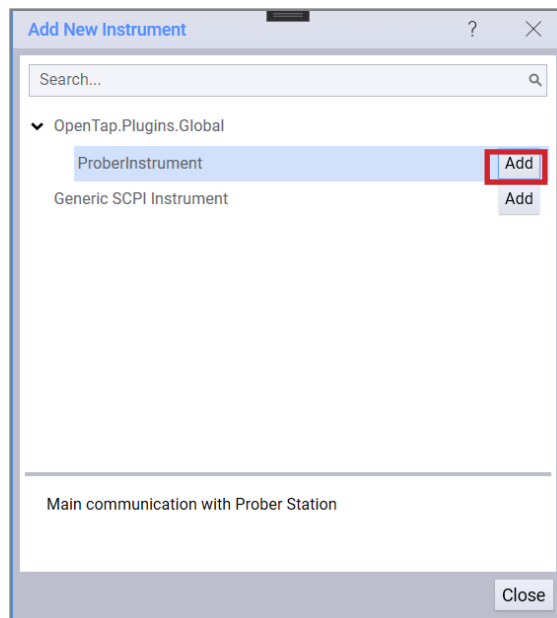 Add New Instrument ?
Search...
OpenTap.Plugins.Global
ProberInstrument Add
Generic SCPI Instrument Add
Main communication with Prober Station
Close